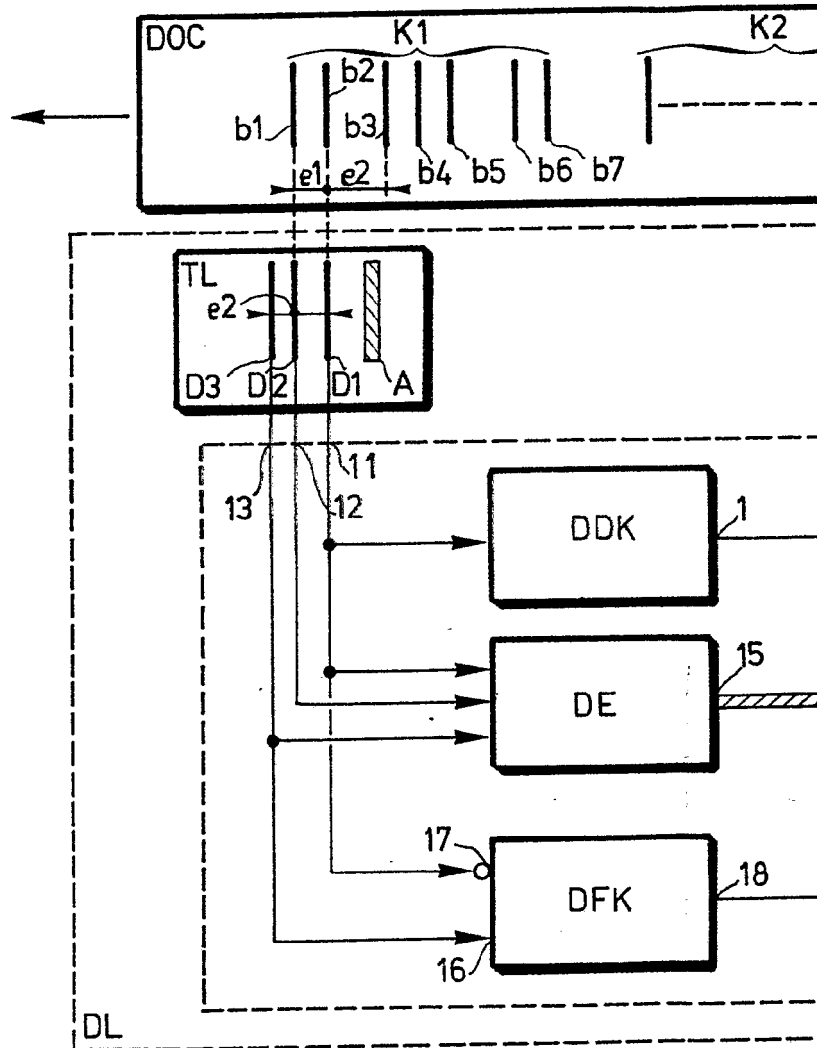 DOC K1 K2
b2
b1 b3 b4 b5 b6 b7
e1 e2
TL
e2
D3 D2 D1 A
13 12 11
DDK 1
15
DE
17
DFK 18
16
DL